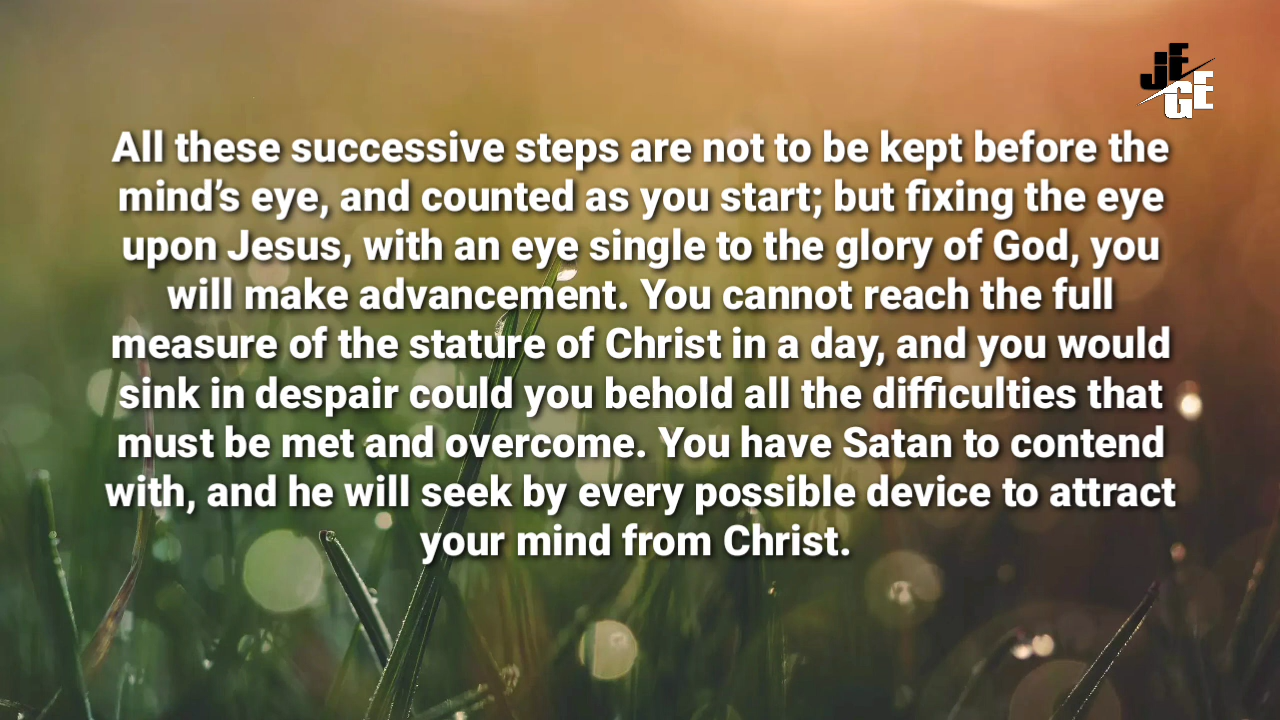 JF
FGE
All these successive steps are not to be kept before the
mind’s eye, and counted as you start; but fixing the eye
upon Jesus, with an eye single to the glory of God, you
will make advancement. You cannot reach the full
measure of the stature of Christ in a day, and you would
sink in despair could you behold all the difficulties that
must be met and overcome. You have Satan to contend
with, and he will seek by every possible device to attract
your mind from Christ.